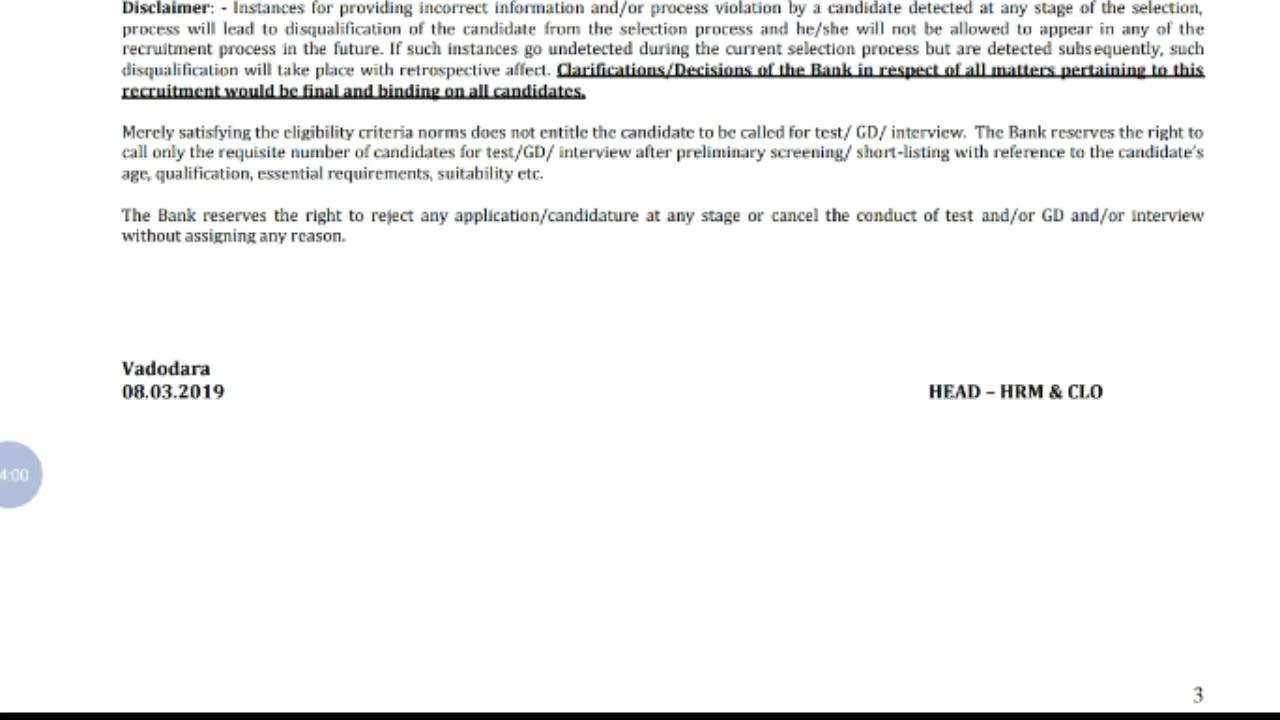 Disclaimer: - Instances for providing incorrect information and/or process violation by a candidate detected at any stage of the selection,
process will lead to disqualification of the candidate from the selection process and he/she will not be allowed to appear in any of the
recruitment process in the future. If such instances go undetected during the current selection process but are detected subsequently, such
disqualification will take place with retrospective affect. Clarifications/Decisions of the Bank in respect of all matters pertaining to this
recruitment would be final and binding on all candidates.
Merely satisfying the eligibility criteria norms does not entitle the candidate to be called for test/ GD/ interview. The Bank reserves the right to
call only the requisite number of candidates for test/GD/ interview after preliminary screening/ short-listing with reference to the candidate's
age, qualification, essential requirements, suitability etc.
The Bank reserves the right to reject any application/candidature at any stage or cancel the conduct of test and/or GD and/or interview
without assigning any reason.
Vadodara
08.03.2019 HEAD – HRM & CLO
4:00
3